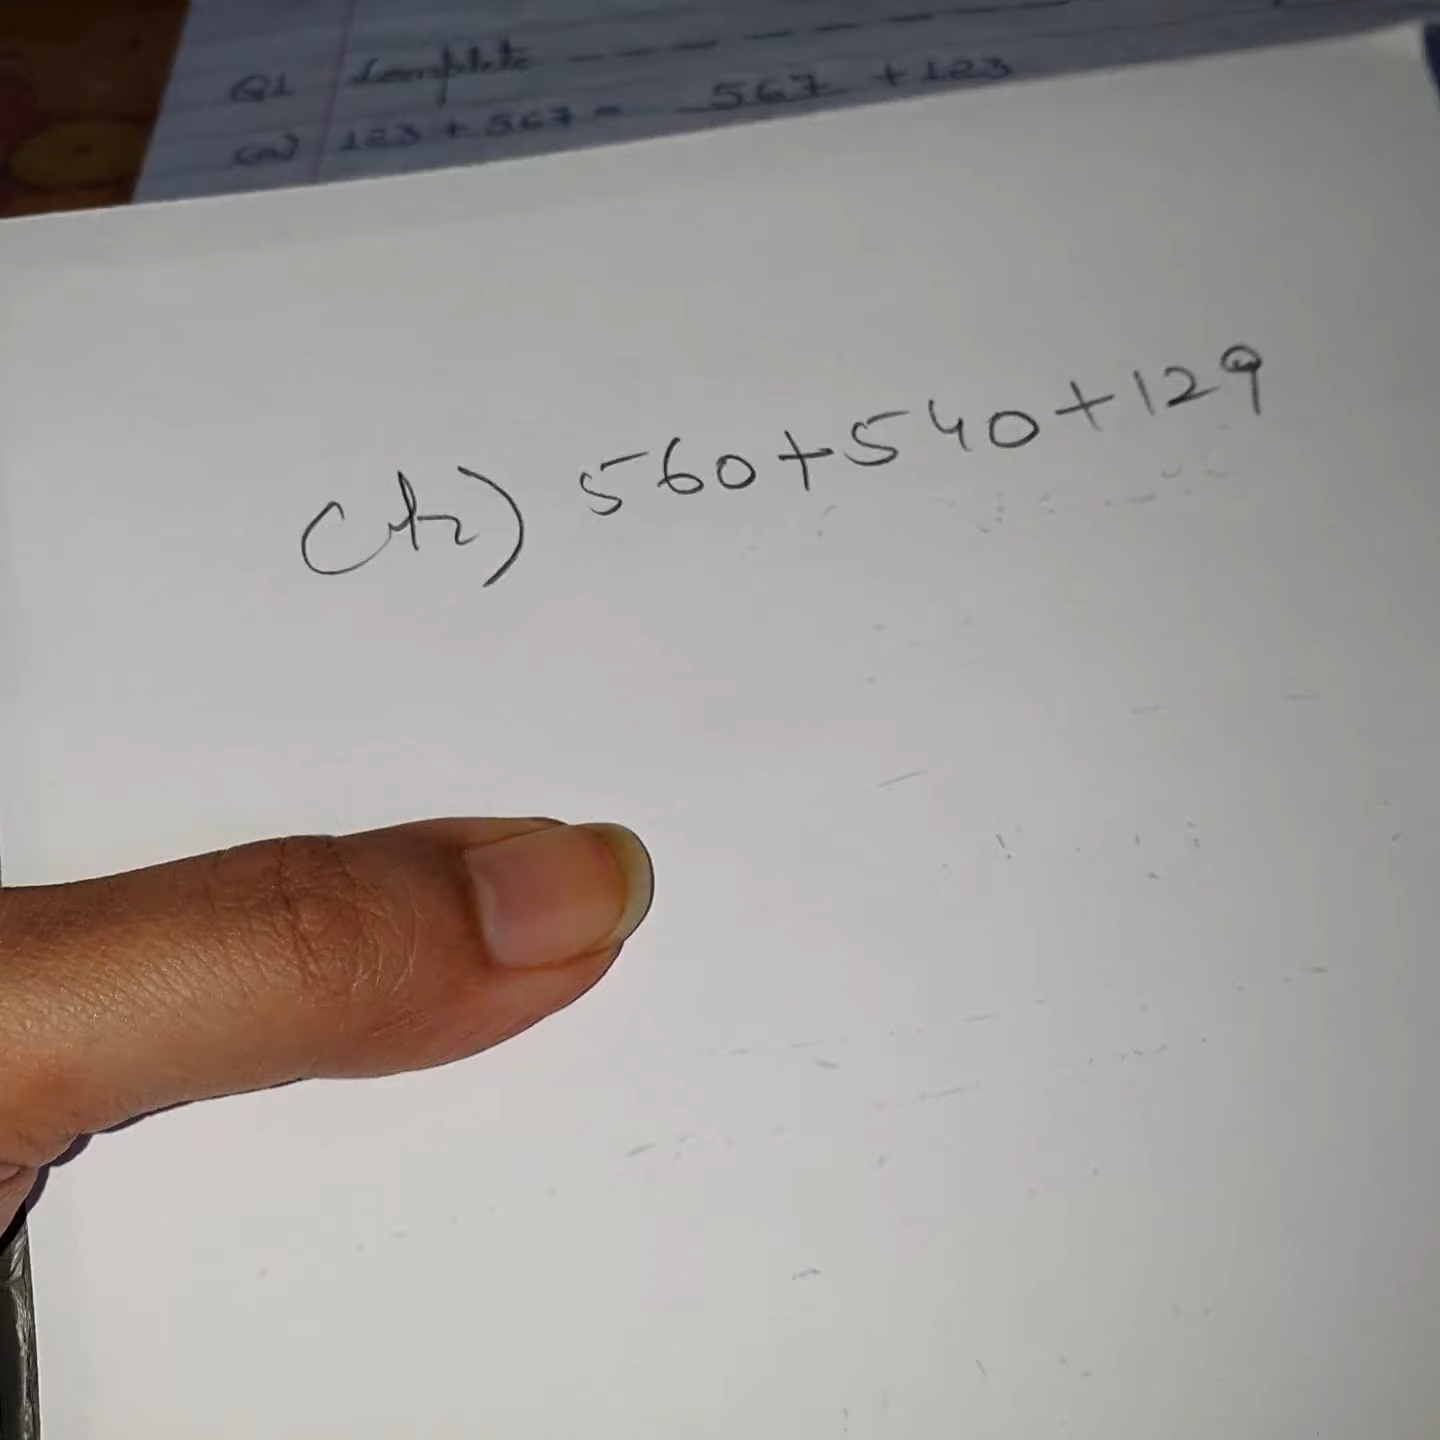 Q1 Complete
(a) 123 + 567 = 567 + 123
(k) 560+540+129